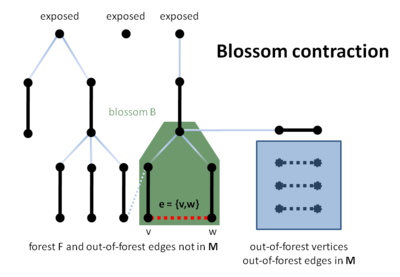 exposed exposed exposed
Blossom contraction
blossom B
e = {v,w}
v w
forest F and out-of-forest edges not in M
out-of-forest vertices
out-of-forest edges in M